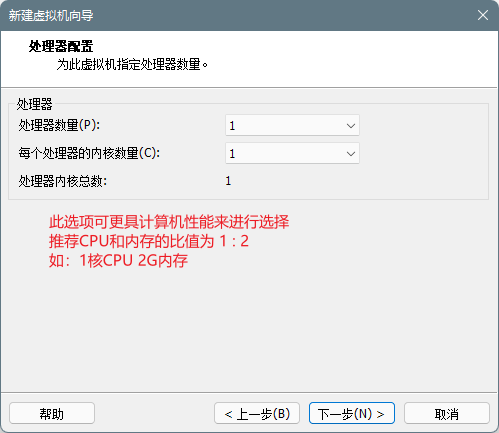 新建虚拟机向导
处理器配置
为此虚拟机指定处理器数量。
处理器
处理器数量(P): 1
每个处理器的内核数量(C): 1
处理器内核总数: 1
此选项可更具计算机性能来进行选择
推荐CPU和内存的比值为 1 : 2
如：1核CPU 2G内存
帮助 < 上一步(B) 下一步(N) > 取消